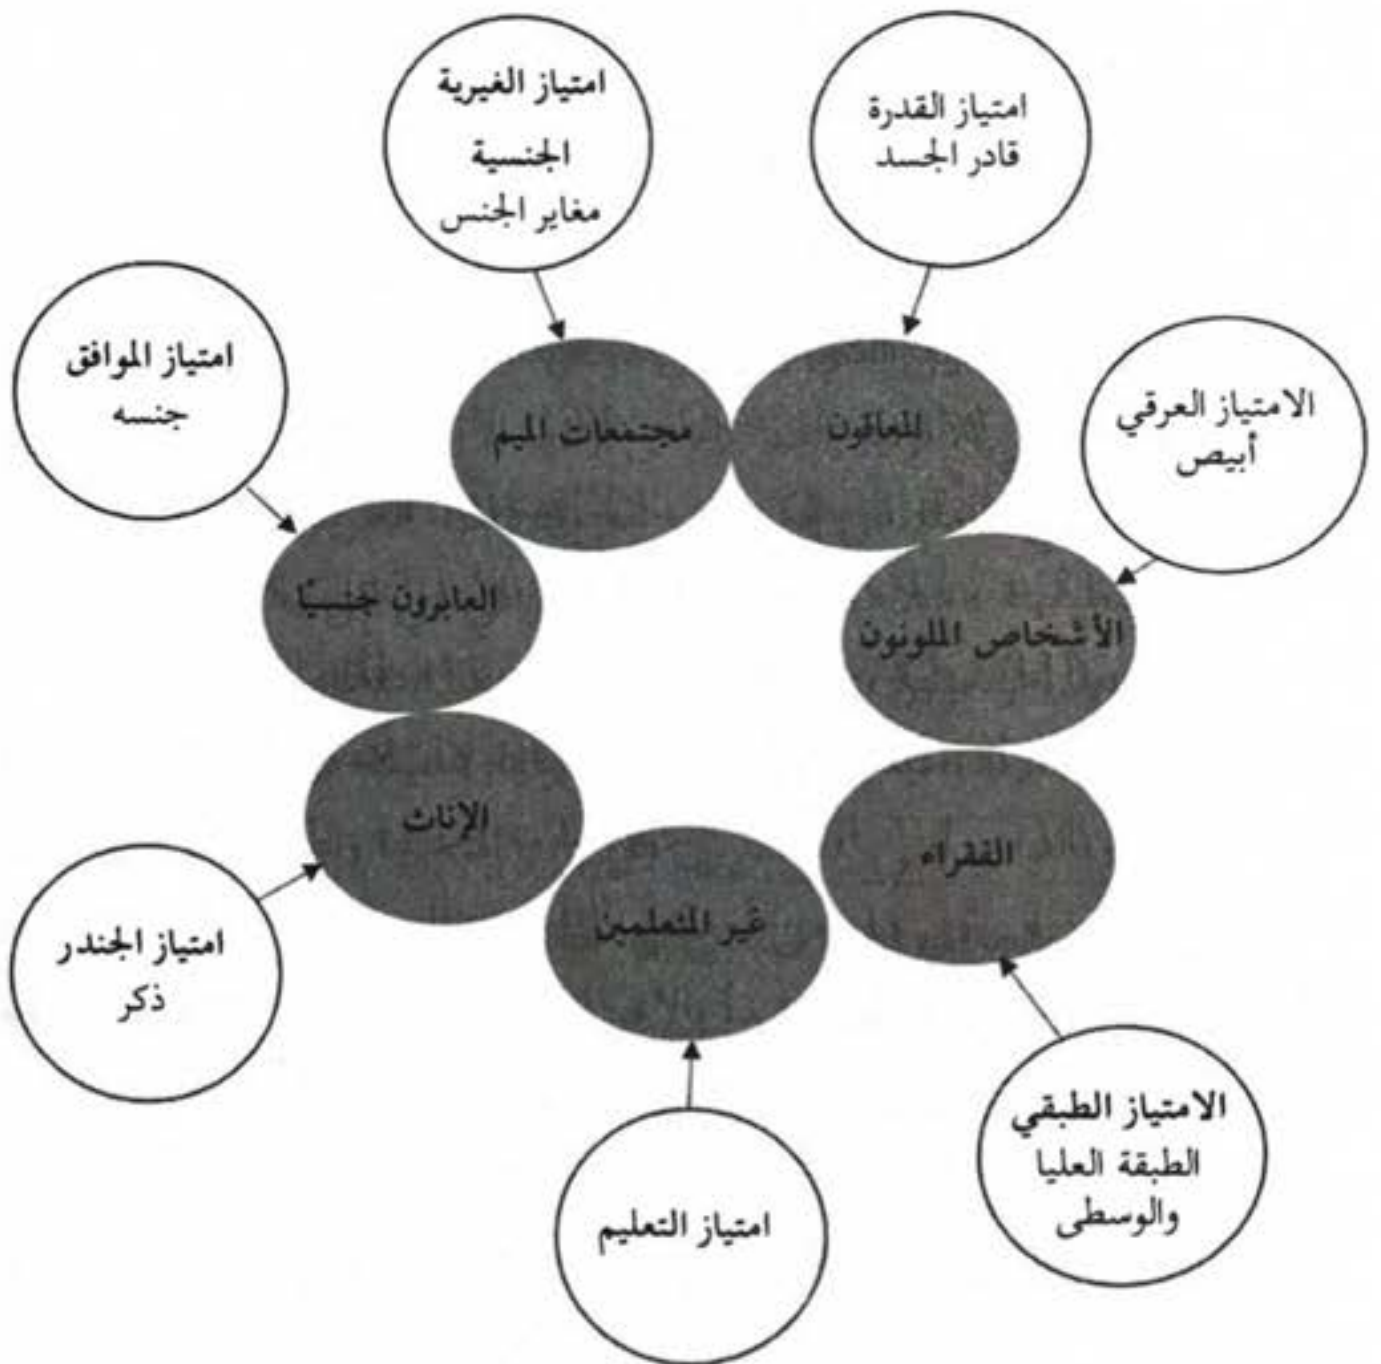 امتياز الغيرية
الجنسية
مغاير الجنس
امتياز القدرة
قادر الجسد
امتياز الموافق
جنسه
الامتياز العرقي
أبيص
مجتمعات الميم
المعاقون
العابرون جنسيًا
الأشخاص الملونون
الإناث
الفقراء
غير المتعلمين
امتياز الجندر
ذكر
الامتياز الطبقي
الطبقة العليا
والوسطى
امتياز التعليم